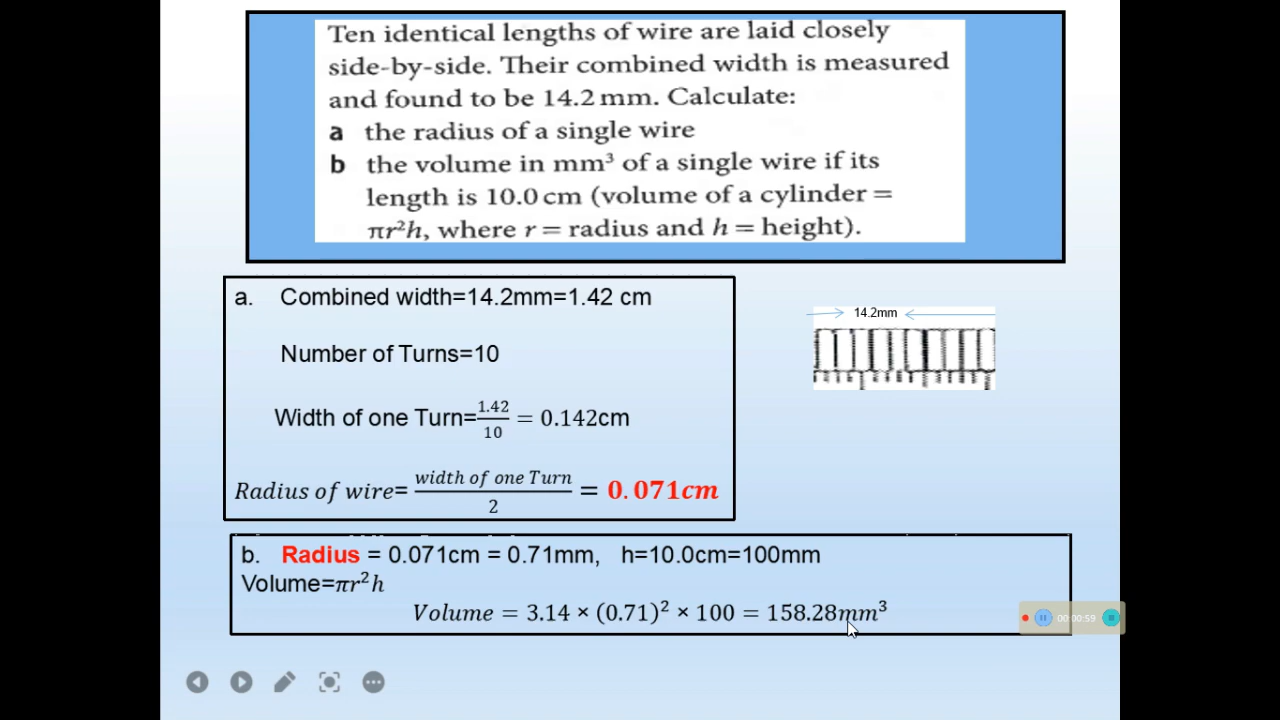 Ten identical lengths of wire are laid closely
side-by-side. Their combined width is measured
and found to be 14.2 mm. Calculate:
a the radius of a single wire
b the volume in mm³ of a single wire if its
length is 10.0 cm (volume of a cylinder =
πr²h, where r = radius and h = height).
a. Combined width=14.2mm=1.42 cm
Number of Turns=10
Width of one Turn=1.42/10 = 0.142cm
Radius of wire= width of one Turn/2 = 0.071cm
14.2mm
b. Radius = 0.071cm = 0.71mm, h=10.0cm=100mm
Volume=πr²h
Volume = 3.14 × (0.71)² × 100 = 158.28mm³
00:00:59